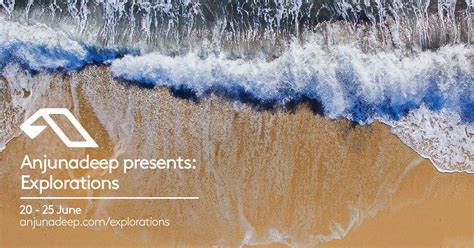 Anjunadeep presents:
Explorations
20 - 25 June
anjunadeep.com/explorations